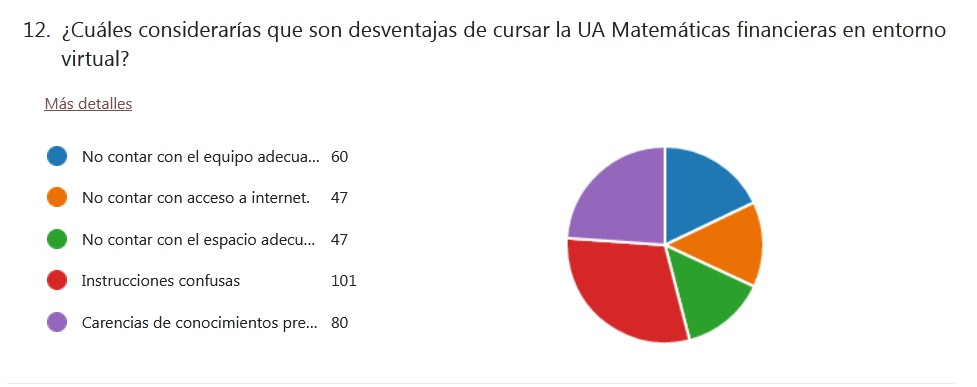 12. ¿Cuáles considerarías que son desventajas de cursar la UA Matemáticas financieras en entorno
virtual?
Más detalles
No contar con el equipo adecua... 60
No contar con acceso a internet. 47
No contar con el espacio adecu... 47
Instrucciones confusas 101
Carencias de conocimientos pre... 80